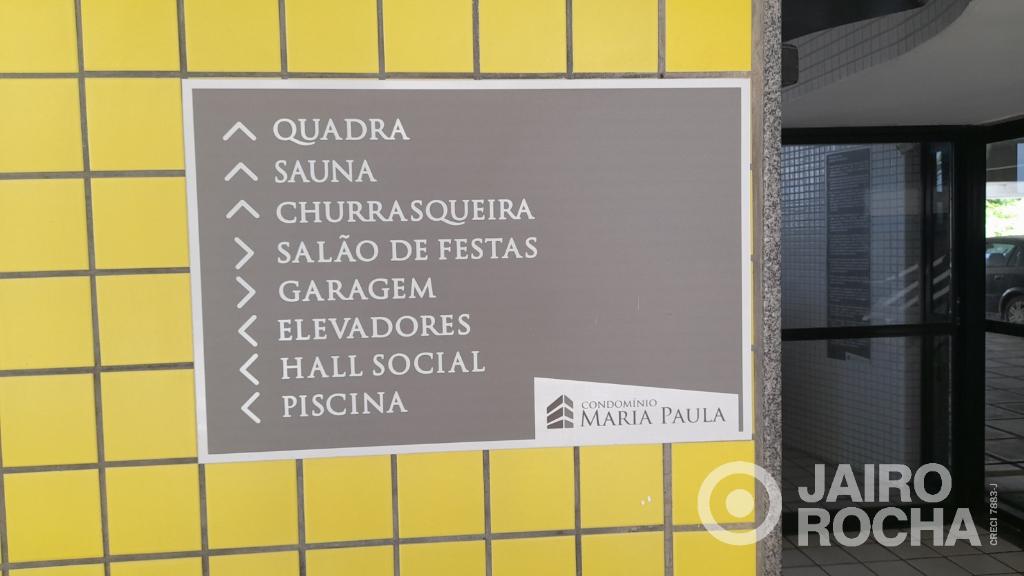 ^ QUADRA
^ SAUNA
^ CHURRASQUEIRA
> SALÃO DE FESTAS
> GARAGEM
< ELEVADORES
< HALL SOCIAL
< PISCINA
CONDOMÍNIO
MARIA PAULA
JAIRO
ROCHA
CRECI 7883-J